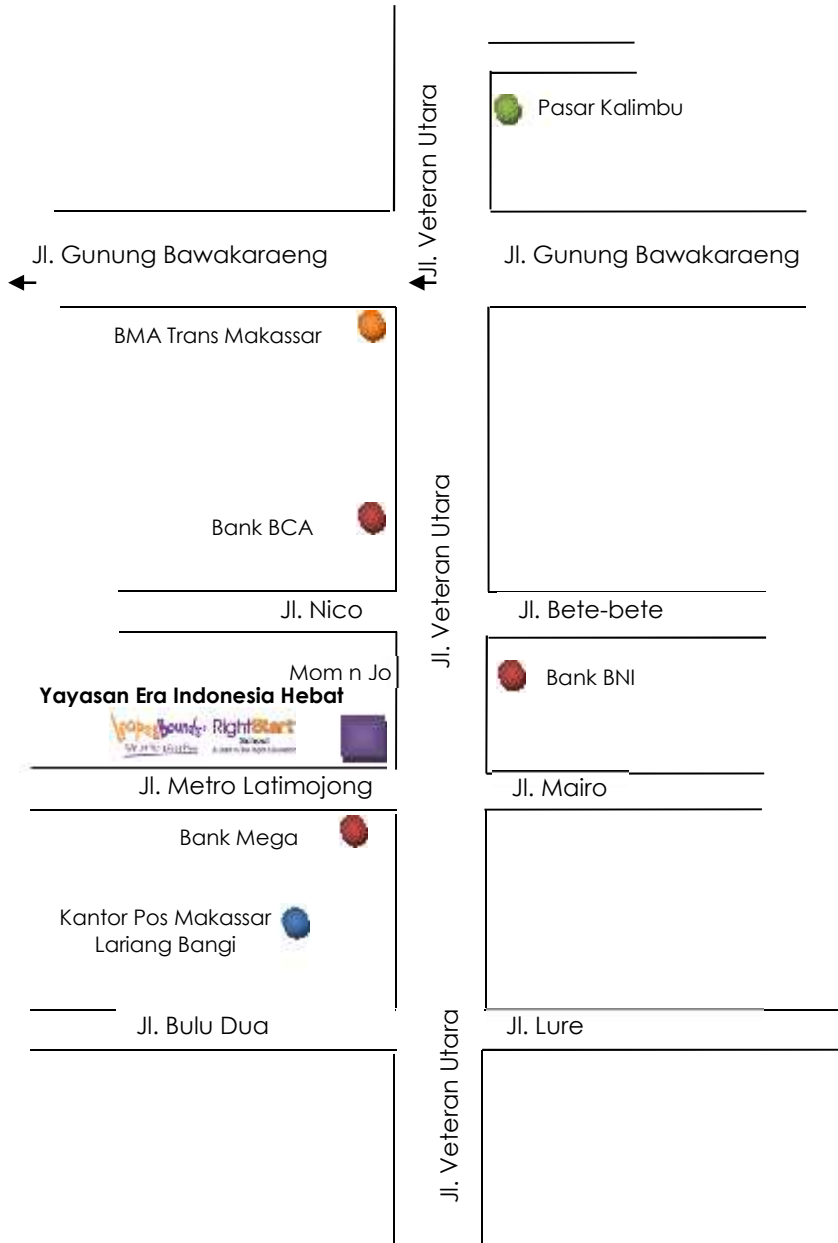 Jl. Veteran Utara
Pasar Kalimbu
Jl. Gunung Bawakaraeng
Jl. Gunung Bawakaraeng
BMA Trans Makassar
Bank BCA
Jl. Veteran Utara
Jl. Nico
Jl. Bete-bete
Mom n Jo
Bank BNI
Yayasan Era Indonesia Hebat
RightStart
School
Jl. Metro Latimojong
Jl. Mairo
Bank Mega
Kantor Pos Makassar
Lariang Bangi
Jl. Bulu Dua
Jl. Veteran Utara
Jl. Lure